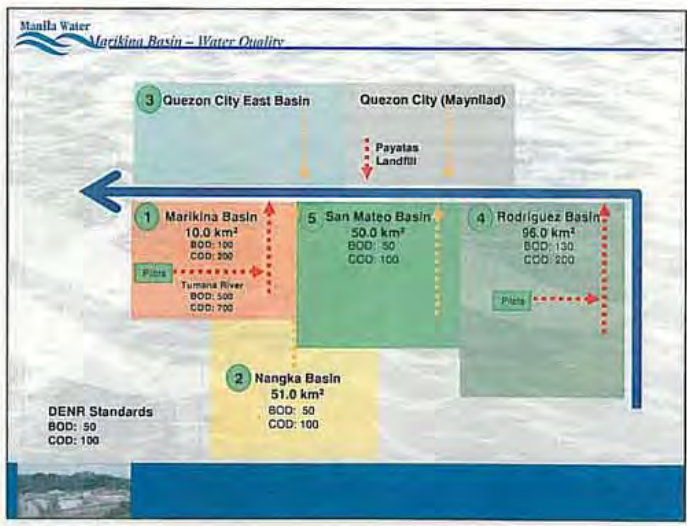 Manila Water
Marikina Basin – Water Quality
3 Quezon City East Basin
Quezon City (Maynilad)
Payatas
Landfill
1 Marikina Basin
10.0 km²
BOD: 100
COD: 200
Pilots
Tumana River
BOD: 500
COD: 700
5 San Mateo Basin
50.0 km²
BOD: 50
COD: 100
4 Rodriguez Basin
96.0 km²
BOD: 130
COD: 200
Pilots
2 Nangka Basin
51.0 km²
BOD: 50
COD: 100
DENR Standards
BOD: 50
COD: 100